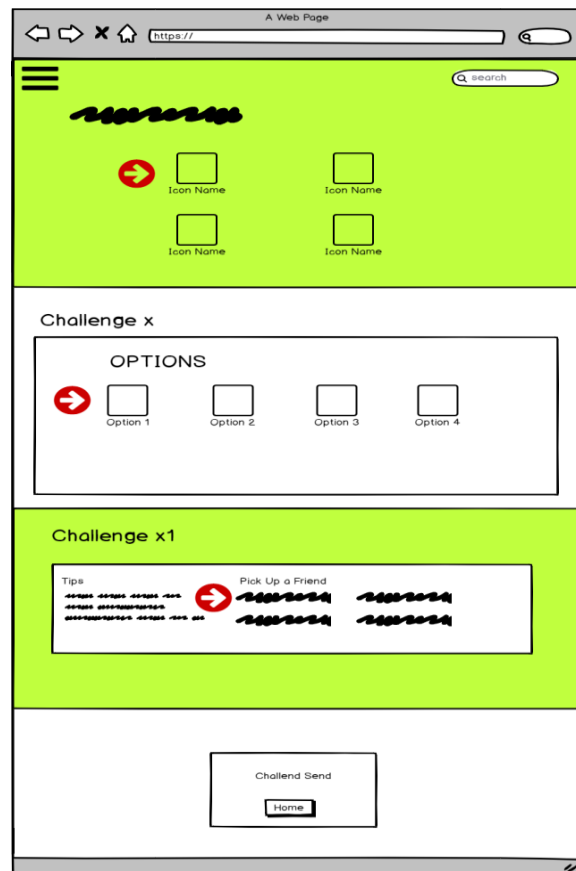 A Web Page
https://
search
Icon Name Icon Name
Icon Name Icon Name
Challenge x
OPTIONS
Option 1 Option 2 Option 3 Option 4
Challenge x1
Tips Pick Up a Friend
Challend Send
Home